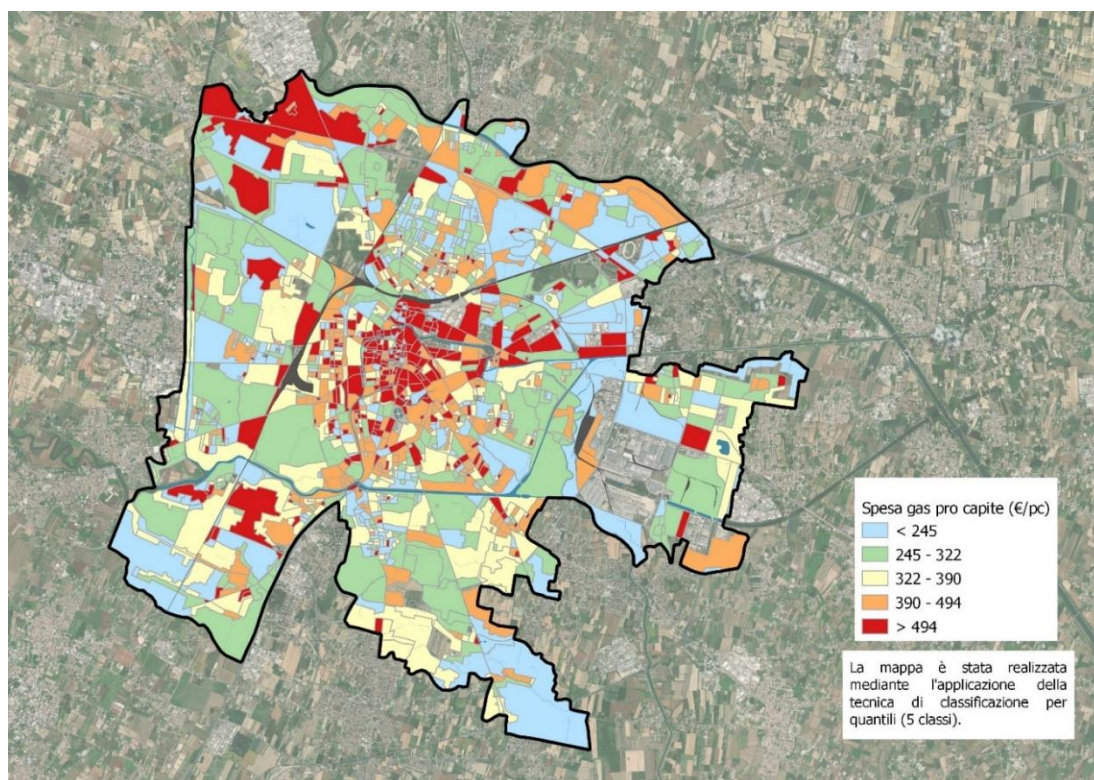 Spesa gas pro capite (€/pc)
< 245
245 - 322
322 - 390
390 - 494
> 494
La mappa è stata realizzata
mediante l'applicazione della
tecnica di classificazione per
quantili (5 classi).